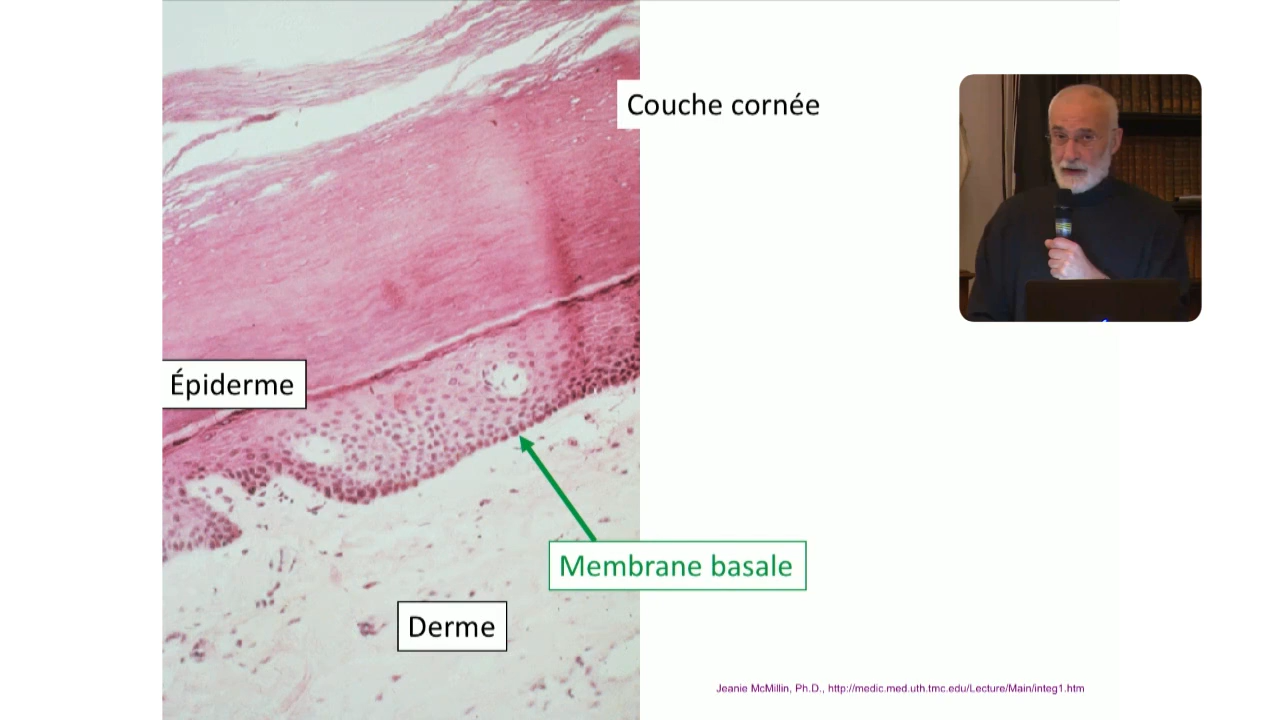 Couche cornée
Épiderme
Membrane basale
Derme
Jeanie McMillin, Ph.D., http://medic.med.uth.tmc.edu/Lecture/Main/integ1.htm